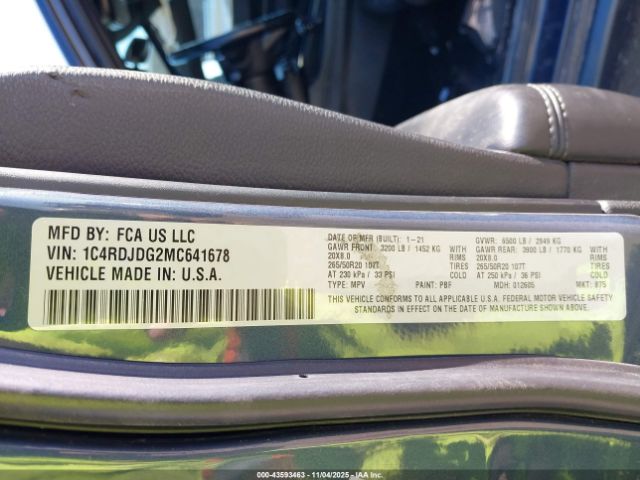 MFD BY: FCA US LLC
VIN: 1C4RDJDG2MC641678
VEHICLE MADE IN: U.S.A.
DATE OF MFR (BUILT): 1-21
GAWR FRONT: 3200 LB / 1452 KG WITH
20X8.0 RIMS
265/50R20 107T TIRES
AT 230 kPa / 33 PSI COLD
TYPE: MPV PAINT: PBF
GVWR: 6500 LB / 2949 KG
GAWR REAR: 3900 LB / 1770 KG WITH
20X8.0 RIMS
265/50R20 107T TIRES
AT 250 kPa / 36 PSI COLD
MDH: 012605 MKT: 875
THIS VEHICLE CONFORMS TO ALL APPLICABLE U.S.A. FEDERAL MOTOR VEHICLE SAFETY
STANDARDS IN EFFECT ON THE DATE OF MANUFACTURE SHOWN ABOVE.
000-43593463 - 11/04/2025 - IAAI.COM